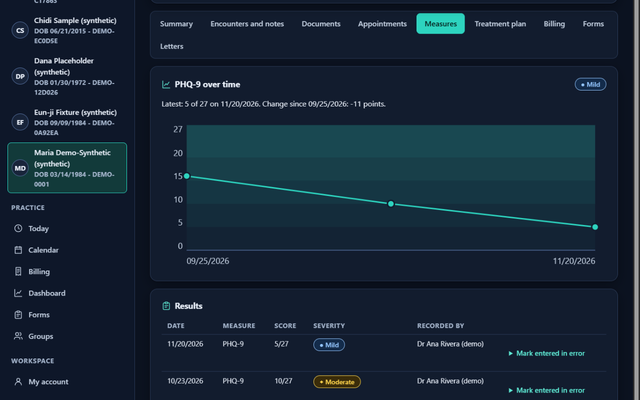 C17863
CS
Chidi Sample (synthetic)
DOB 06/21/2015 - DEMO-
EC0D5E
DP
Dana Placeholder
(synthetic)
DOB 01/30/1972 - DEMO-
12D026
EF
Eun-ji Fixture (synthetic)
DOB 09/09/1984 - DEMO-
0A92EA
MD
Maria Demo-Synthetic
(synthetic)
DOB 03/14/1984 - DEMO-
0001
PRACTICE
Today
Calendar
Billing
Dashboard
Forms
Groups
WORKSPACE
My account
Summary Encounters and notes Documents Appointments Measures Treatment plan Billing Forms
Letters
PHQ-9 over time
Mild
Latest: 5 of 27 on 11/20/2026. Change since 09/25/2026: -11 points.
27
20
15
10
5
0
09/25/2026 11/20/2026
Results
DATE MEASURE SCORE SEVERITY RECORDED BY
11/20/2026 PHQ-9 5/27 Mild Dr Ana Rivera (demo)
Mark entered in error
10/23/2026 PHQ-9 10/27 Moderate Dr Ana Rivera (demo)
Mark entered in error